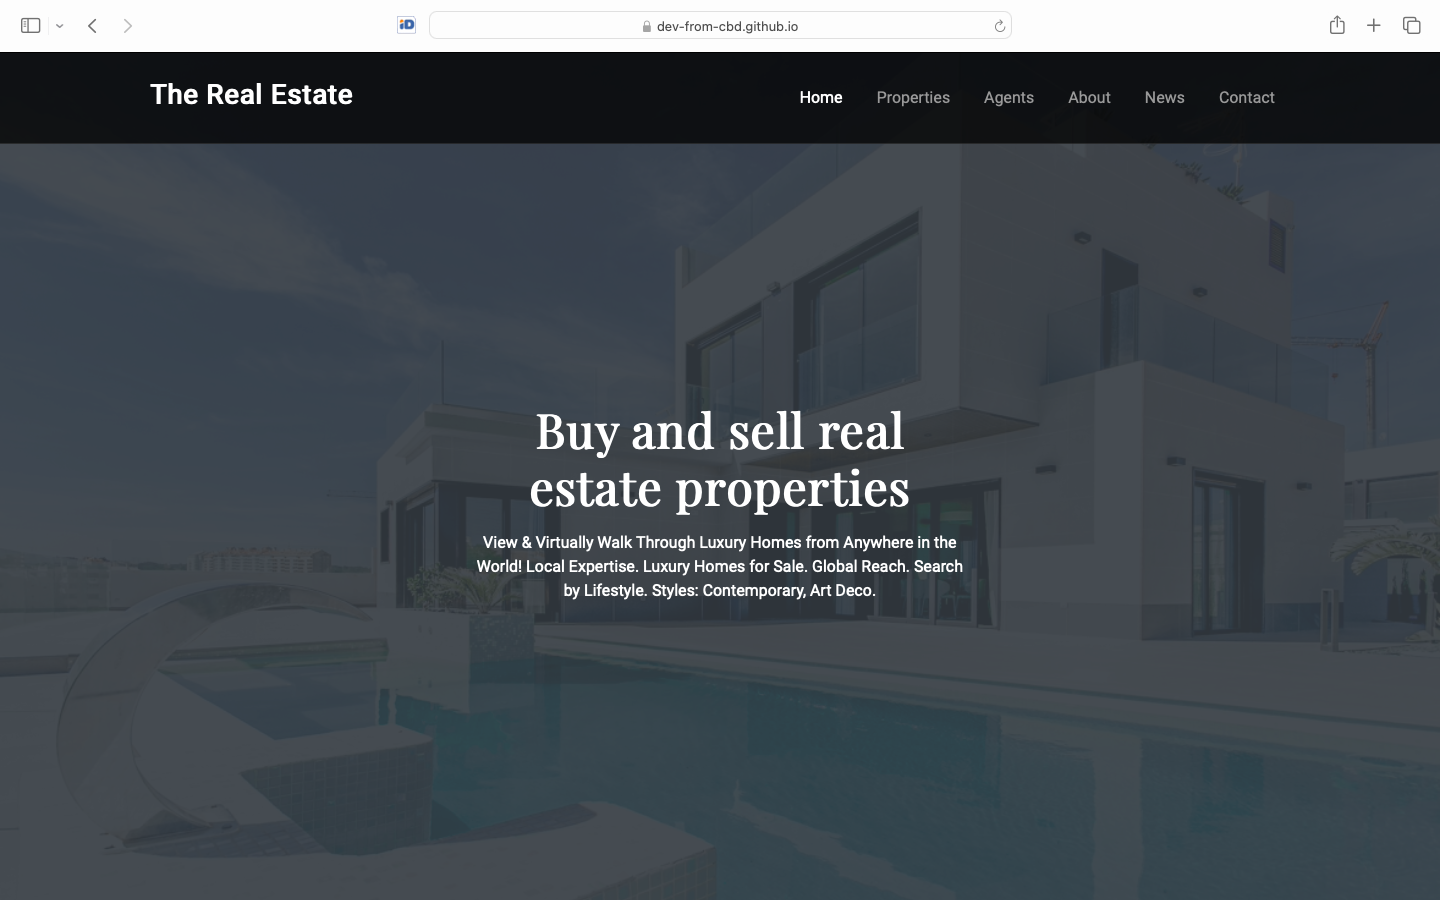 iD
dev-from-cbd.github.io
The Real Estate
Home
Properties
Agents
About
News
Contact
Buy and sell real
estate properties
View & Virtually Walk Through Luxury Homes from Anywhere in the
World! Local Expertise. Luxury Homes for Sale. Global Reach. Search
by Lifestyle. Styles: Contemporary, Art Deco.